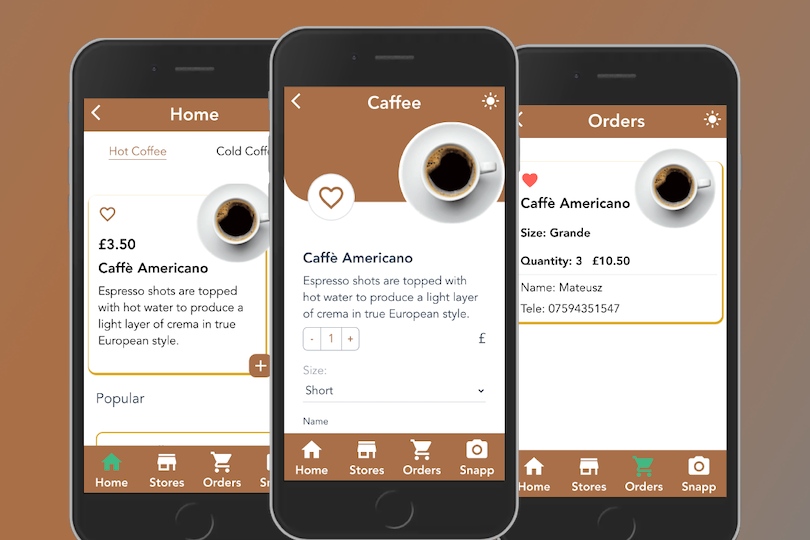 Home
Hot Coffee
Cold Coffe
£3.50
Caffè Americano
Espresso shots are topped
with hot water to produce a
light layer of crema in true
European style.
+
Popular
Home
Stores
Orders
Caffee
Caffè Americano
Espresso shots are topped with
hot water to produce a light layer
of crema in true European style.
- 1 +
£
Size:
Short
Name
Home
Stores
Orders
Snapp
Orders
Caffè Americano
Size: Grande
Quantity: 3 £10.50
Name: Mateusz
Tele: 07594351547
Home
Stores
Orders
Snapp